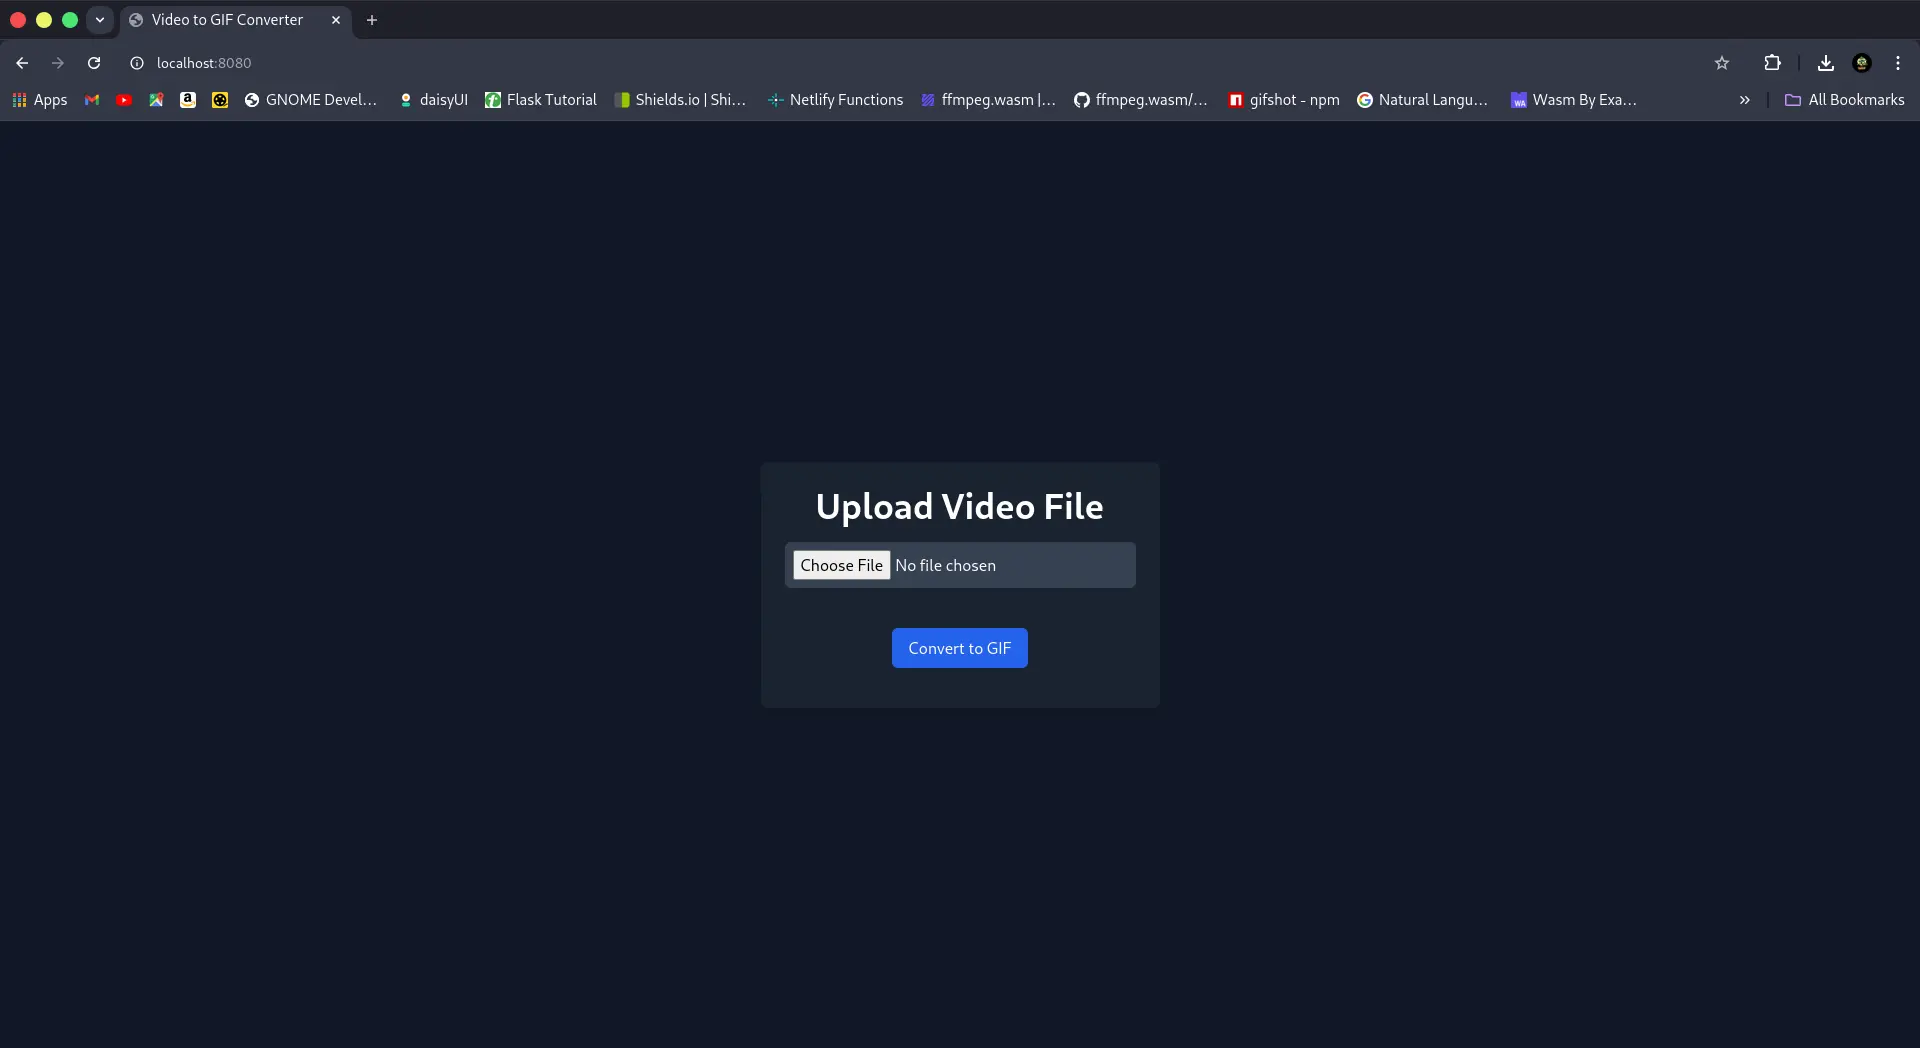 Video to GIF Converter
localhost:8080
Apps GNOME Devel... daisyUI Flask Tutorial Shields.io | Shi... Netlify Functions ffmpeg.wasm |... ffmpeg.wasm/... gifshot - npm Natural Langu... WA Wasm By Exa... » All Bookmarks
Upload Video File
Choose File No file chosen
Convert to GIF